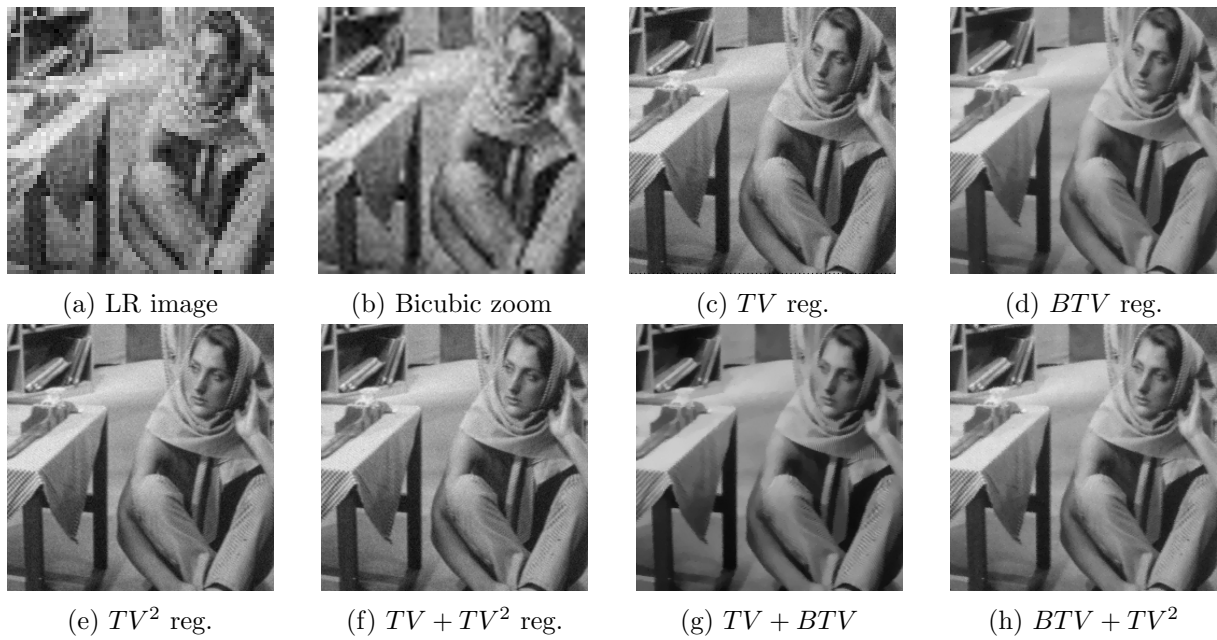 (a) LR image
(b) Bicubic zoom
(c) TV reg.
(d) BTV reg.
(e) TV² reg.
(f) TV + TV² reg.
(g) TV + BTV
(h) BTV + TV²